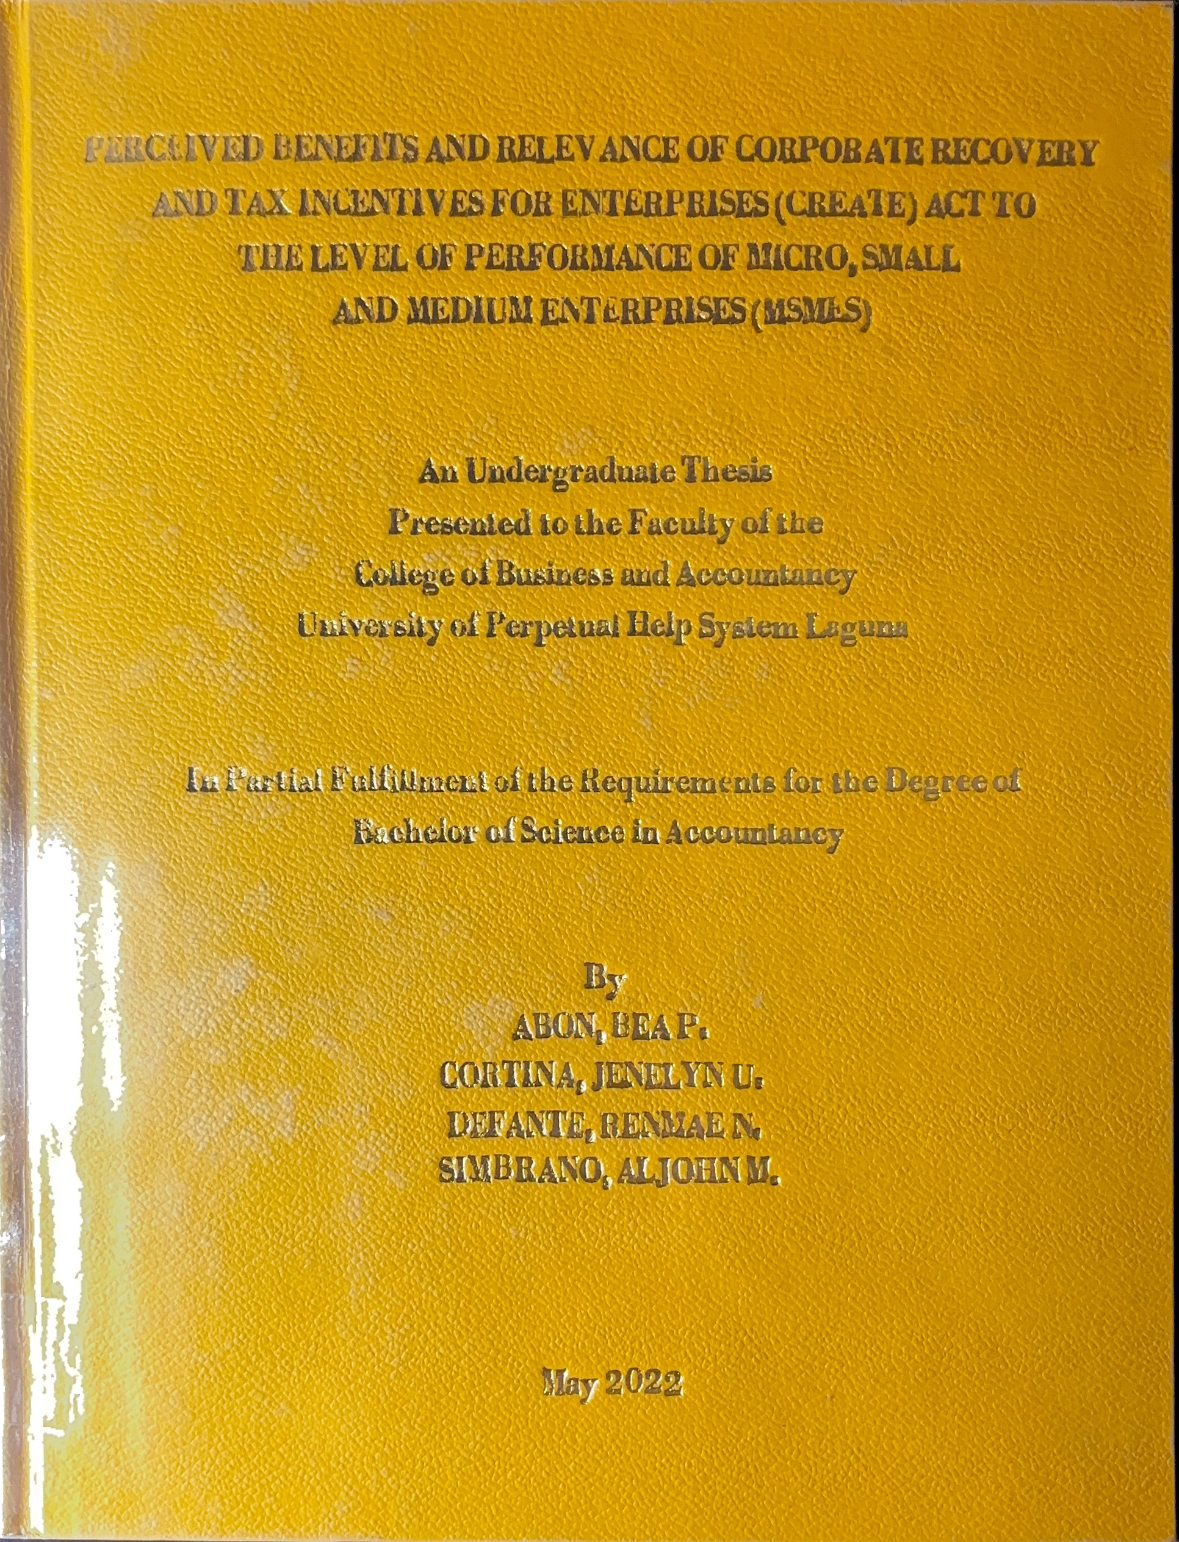 PERCEIVED BENEFITS AND RELEVANCE OF CORPORATE RECOVERY
AND TAX INCENTIVES FOR ENTERPRISES (CREATE) ACT TO
THE LEVEL OF PERFORMANCE OF MICRO, SMALL
AND MEDIUM ENTERPRISES (MSMES)
An Undergraduate Thesis
Presented to the Faculty of the
College of Business and Accountancy
University of Perpetual Help System Laguna
In Partial Fulfillment of the Requirements for the Degree of
Bachelor of Science in Accountancy
By
ABON, BEA P.
CORTINA, JENELYN U.
DEFANTE, RENMAE N.
SIMBRANO, ALJOHN M.
May 2022